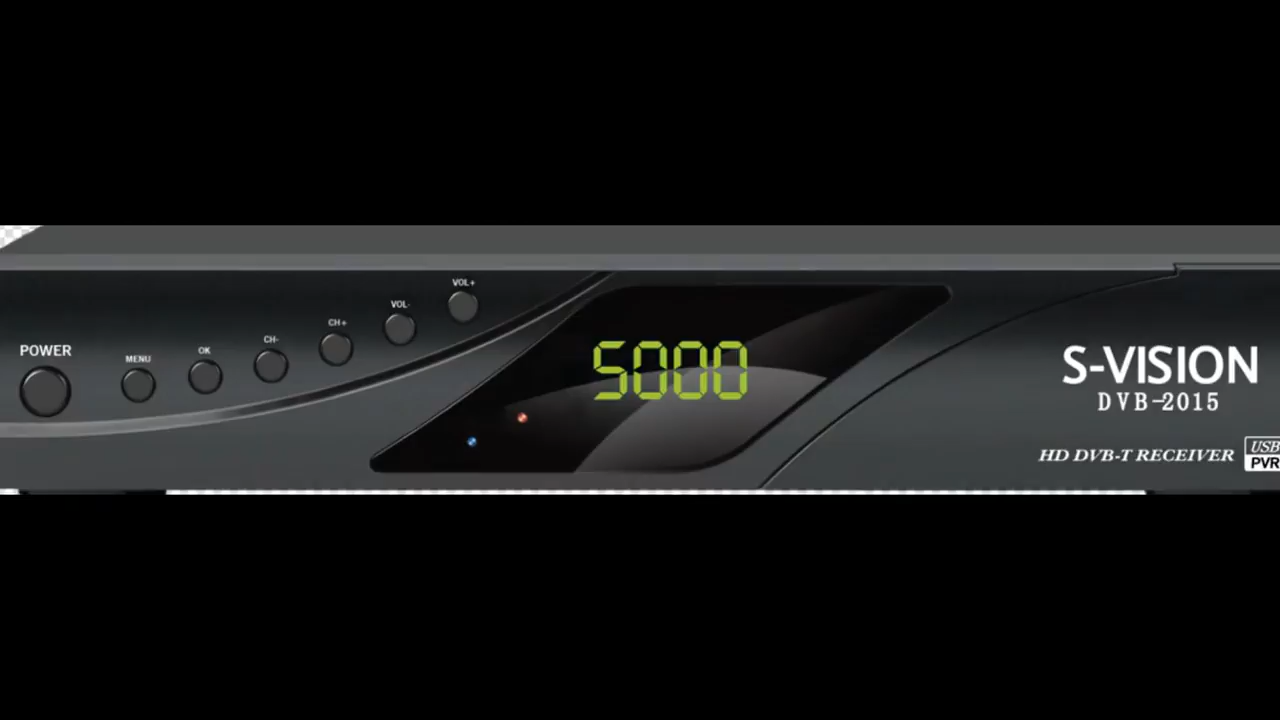 POWER
MENU
OK
CH-
CH+
VOL-
VOL+
5000
S-VISION
DVB-2015
HD DVB-T RECEIVER
USB
PVR